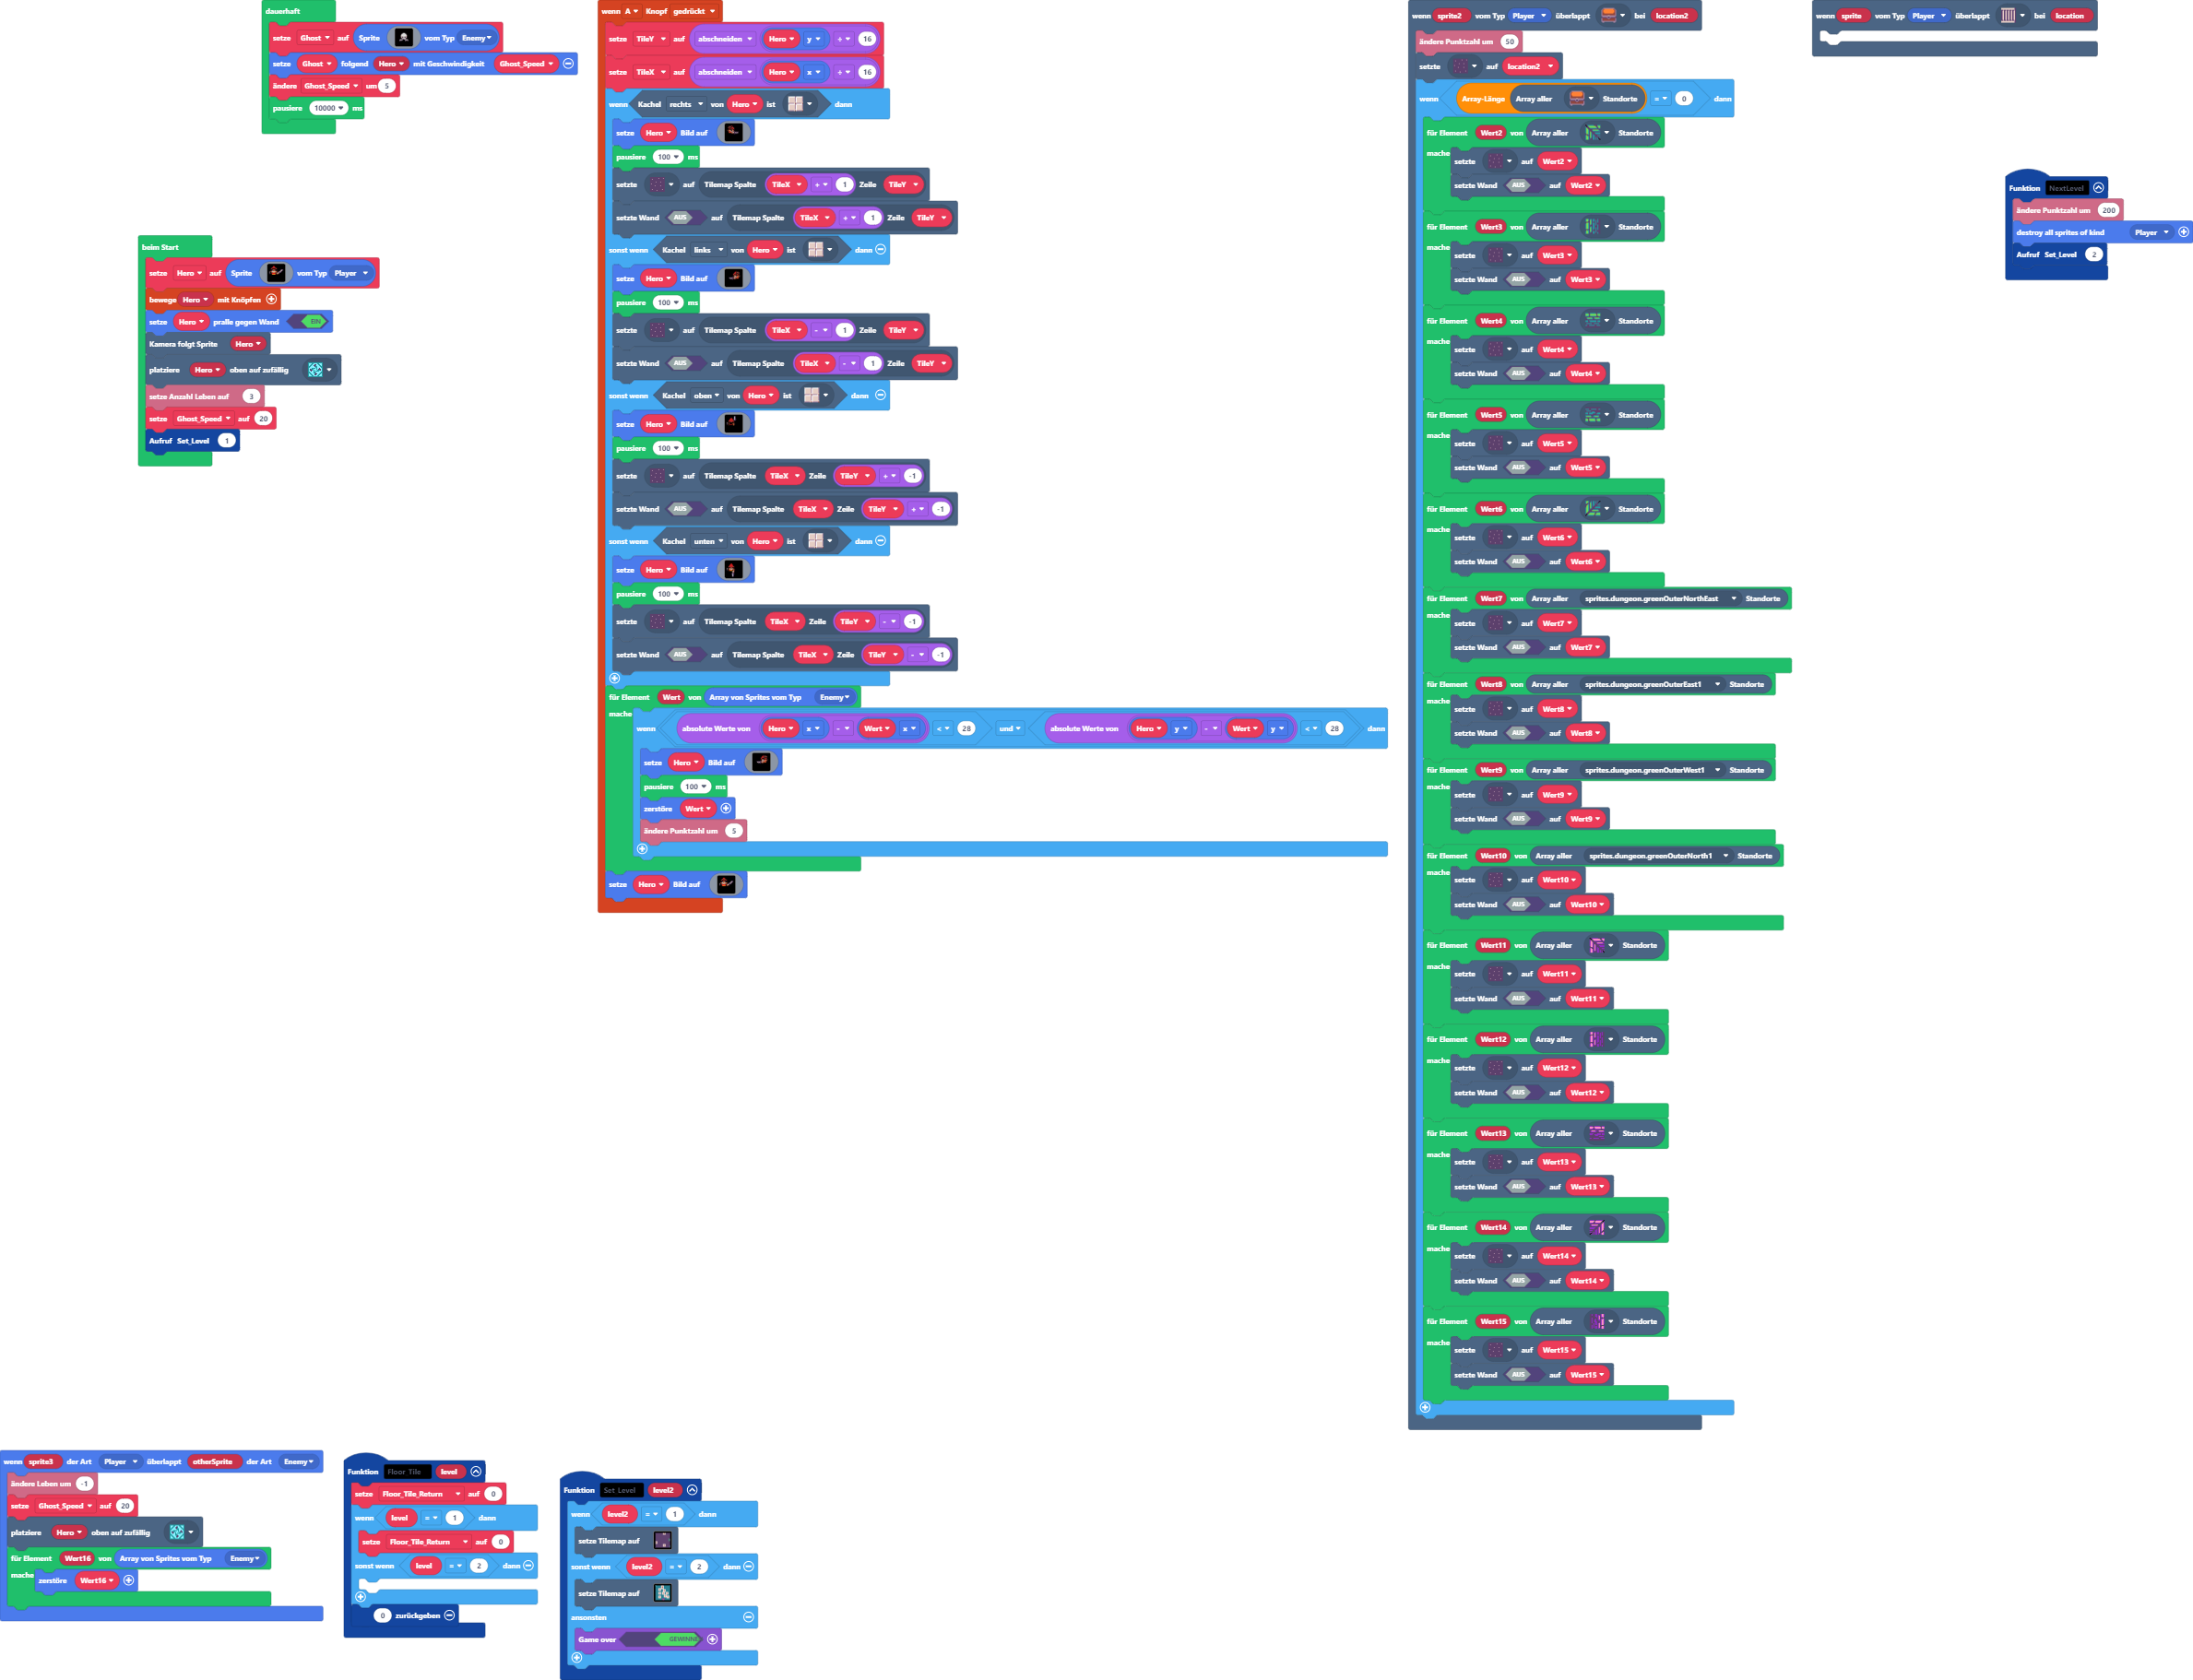 dauerhaft
setze Ghost auf Sprite vom Typ Enemy
setze Ghost folgend Hero mit Geschwindigkeit Ghost_Speed
ändere Ghost_Speed um 5
pausiere 10000 ms
beim Start
setze Hero auf Sprite vom Typ Player
bewege Hero mit Knöpfen
setze Hero pralle gegen Wand EIN
Kamera folgt Sprite Hero
platziere Hero oben auf zufällig
setze Anzahl Leben auf 3
setze Ghost_Speed auf 20
Aufruf Set_Level 1
wenn A Knopf gedrückt
setze TileY auf abschneiden Hero y ÷ 16
setze TileX auf abschneiden Hero x ÷ 16
wenn Kachel rechts von Hero ist dann
setze Hero Bild auf
pausiere 100 ms
setzte auf Tilemap Spalte TileX + 1 Zeile TileY
setzte Wand AUS auf Tilemap Spalte TileX + 1 Zeile TileY
sonst wenn Kachel links von Hero ist dann
setze Hero Bild auf
pausiere 100 ms
setzte auf Tilemap Spalte TileX - 1 Zeile TileY
setzte Wand AUS auf Tilemap Spalte TileX - 1 Zeile TileY
sonst wenn Kachel oben von Hero ist dann
setze Hero Bild auf
pausiere 100 ms
setzte auf Tilemap Spalte TileX Zeile TileY + -1
setzte Wand AUS auf Tilemap Spalte TileX Zeile TileY + -1
sonst wenn Kachel unten von Hero ist dann
setze Hero Bild auf
pausiere 100 ms
setzte auf Tilemap Spalte TileX Zeile TileY - -1
setzte Wand AUS auf Tilemap Spalte TileX Zeile TileY - -1
für Element Wert von Array von Sprites vom Typ Enemy
mache
wenn absolute Werte von Hero x - Wert x < 28 und absolute Werte von Hero y - Wert y < 28 dann
setze Hero Bild auf
pausiere 100 ms
zerstöre Wert
ändere Punktzahl um 5
setze Hero Bild auf
wenn sprite2 vom Typ Player überlappt bei location2
ändere Punktzahl um 50
setzte auf location2
wenn Array-Länge Array aller Standorte = 0 dann
für Element Wert2 von Array aller Standorte
mache setzte auf Wert2
setzte Wand AUS auf Wert2
für Element Wert3 von Array aller Standorte
mache setzte auf Wert3
setzte Wand AUS auf Wert3
für Element Wert4 von Array aller Standorte
mache setzte auf Wert4
setzte Wand AUS auf Wert4
für Element Wert5 von Array aller Standorte
mache setzte auf Wert5
setzte Wand AUS auf Wert5
für Element Wert6 von Array aller Standorte
mache setzte auf Wert6
setzte Wand AUS auf Wert6
für Element Wert7 von Array aller sprites.dungeon.greenOuterNorthEast Standorte
mache setzte auf Wert7
setzte Wand AUS auf Wert7
für Element Wert8 von Array aller sprites.dungeon.greenOuterEast1 Standorte
mache setzte auf Wert8
setzte Wand AUS auf Wert8
für Element Wert9 von Array aller sprites.dungeon.greenOuterWest1 Standorte
mache setzte auf Wert9
setzte Wand AUS auf Wert9
für Element Wert10 von Array aller sprites.dungeon.greenOuterNorth1 Standorte
mache setzte auf Wert10
setzte Wand AUS auf Wert10
für Element Wert11 von Array aller Standorte
mache setzte auf Wert11
setzte Wand AUS auf Wert11
für Element Wert12 von Array aller Standorte
mache setzte auf Wert12
setzte Wand AUS auf Wert12
für Element Wert13 von Array aller Standorte
mache setzte auf Wert13
setzte Wand AUS auf Wert13
für Element Wert14 von Array aller Standorte
mache setzte auf Wert14
setzte Wand AUS auf Wert14
für Element Wert15 von Array aller Standorte
mache setzte auf Wert15
setzte Wand AUS auf Wert15
wenn sprite vom Typ Player überlappt bei location
Funktion NextLevel
ändere Punktzahl um 200
destroy all sprites of kind Player
Aufruf Set_Level 2
wenn sprite3 der Art Player überlappt otherSprite der Art Enemy
ändere Leben um -1
setze Ghost_Speed auf 20
platziere Hero oben auf zufällig
für Element Wert16 von Array von Sprites vom Typ Enemy
mache zerstöre Wert16
Funktion Floor Tile level
setze Floor_Tile_Return auf 0
wenn level = 1 dann
setze Floor_Tile_Return auf 0
sonst wenn level = 2 dann
0 zurückgeben
Funktion Set Level level2
wenn level2 = 1 dann
setze Tilemap auf
sonst wenn level2 = 2 dann
setze Tilemap auf
ansonsten
Game over GEWINNE